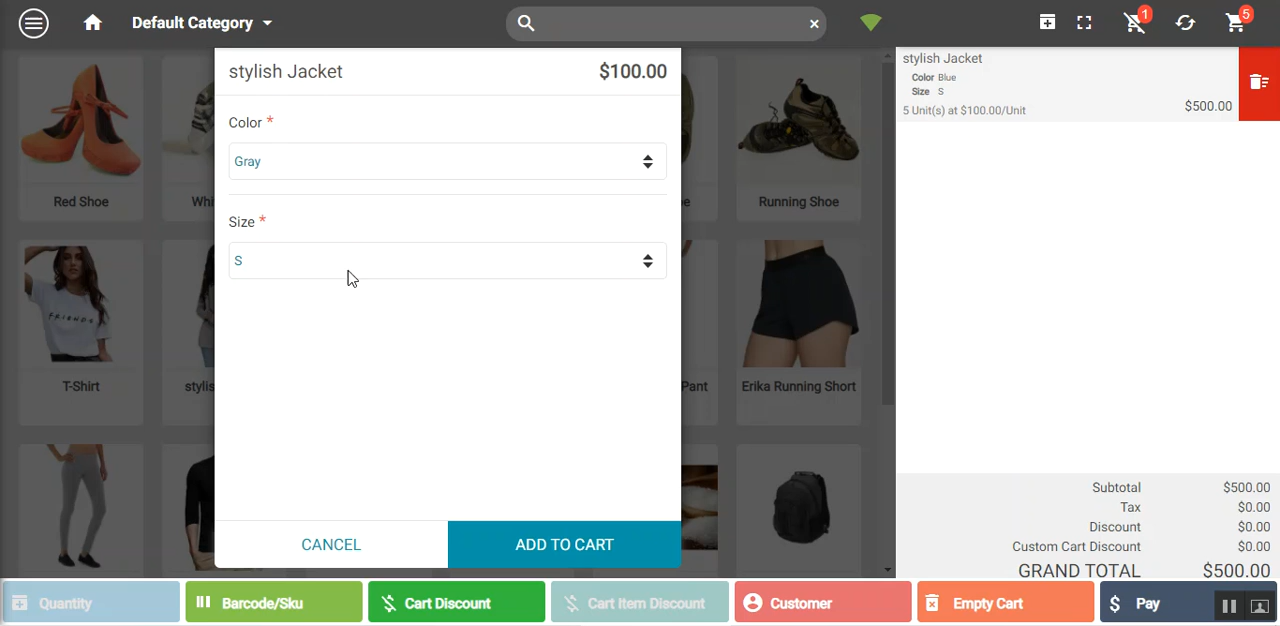 Default Category
1
5
stylish Jacket $100.00
Color *
Gray
Size *
S
CANCEL
ADD TO CART
Red Shoe
Whi
e
Running Shoe
T-Shirt
stylis
Pant
Erika Running Short
stylish Jacket
Color Blue
Size S
5 Unit(s) at $100.00/Unit $500.00
Subtotal $500.00
Tax $0.00
Discount $0.00
Custom Cart Discount $0.00
GRAND TOTAL $500.00
Quantity
Barcode/Sku
Cart Discount
Cart Item Discount
Customer
Empty Cart
$ Pay